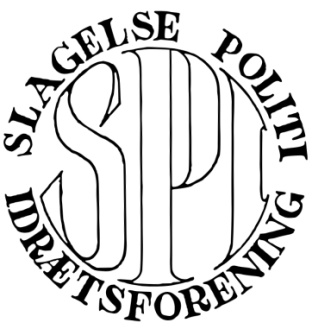 SLAGELSE POLITI
SPI
IDRÆTSFORENING